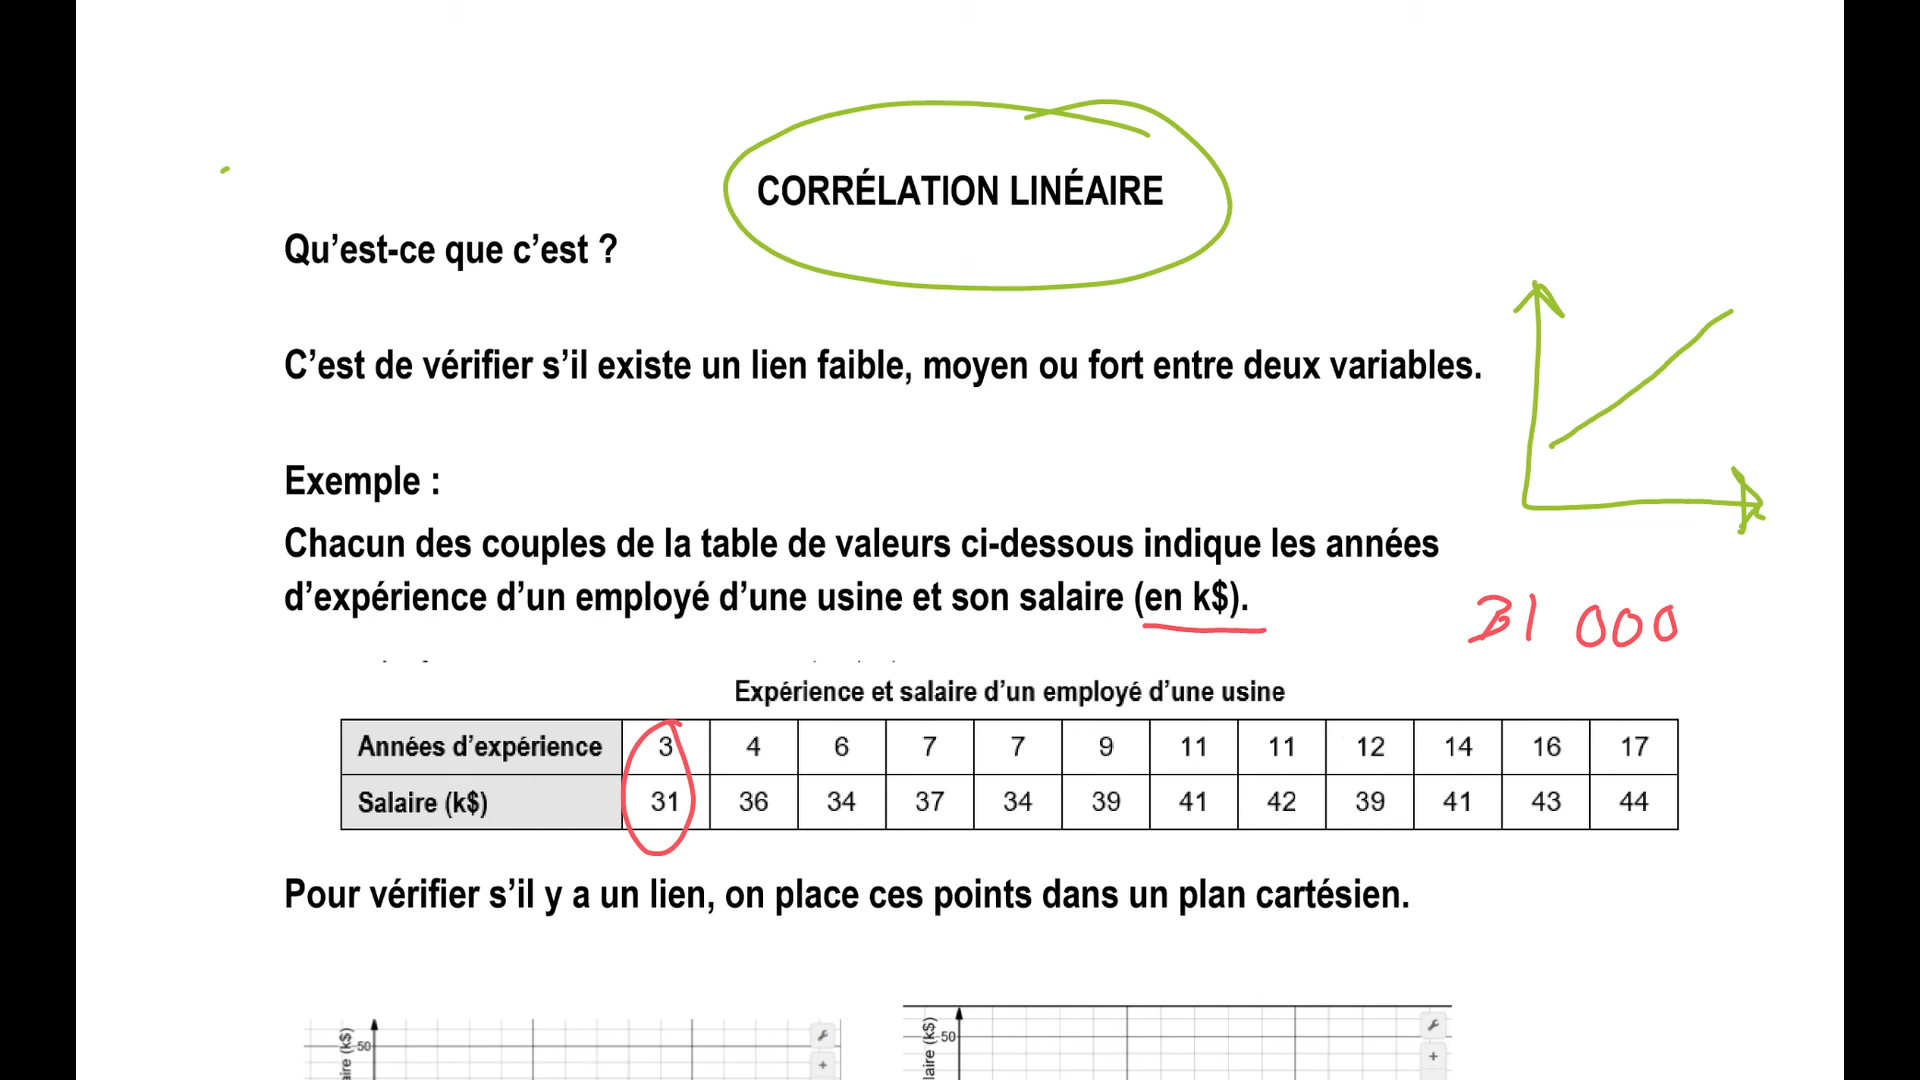 CORRÉLATION LINÉAIRE
Qu’est-ce que c’est ?
C’est de vérifier s’il existe un lien faible, moyen ou fort entre deux variables.
Exemple :
Chacun des couples de la table de valeurs ci-dessous indique les années
d’expérience d’un employé d’une usine et son salaire (en k$).
31 000
Expérience et salaire d’un employé d’une usine
Années d’expérience 3 4 6 7 7 9 11 11 12 14 16 17
Salaire (k$) 31 36 34 37 34 39 41 42 39 41 43 44
Pour vérifier s’il y a un lien, on place ces points dans un plan cartésien.
50
(k$)
50
(k$)